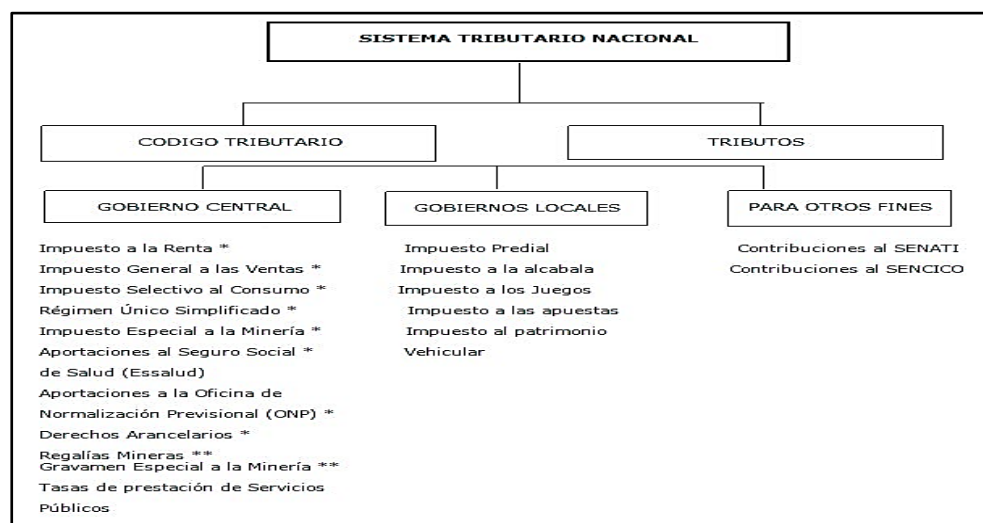 SISTEMA TRIBUTARIO NACIONAL
CODIGO TRIBUTARIO
TRIBUTOS
GOBIERNO CENTRAL
GOBIERNOS LOCALES
PARA OTROS FINES
Impuesto a la Renta *
Impuesto General a las Ventas *
Impuesto Selectivo al Consumo *
Régimen Único Simplificado *
Impuesto Especial a la Minería *
Aportaciones al Seguro Social *
de Salud (Essalud)
Aportaciones a la Oficina de
Normalización Previsional (ONP) *
Derechos Arancelarios *
Regalías Mineras **
Gravamen Especial a la Minería **
Tasas de prestación de Servicios
Públicos
Impuesto Predial
Impuesto a la alcabala
Impuesto a los Juegos
Impuesto a las apuestas
Impuesto al patrimonio
Vehicular
Contribuciones al SENATI
Contribuciones al SENCICO